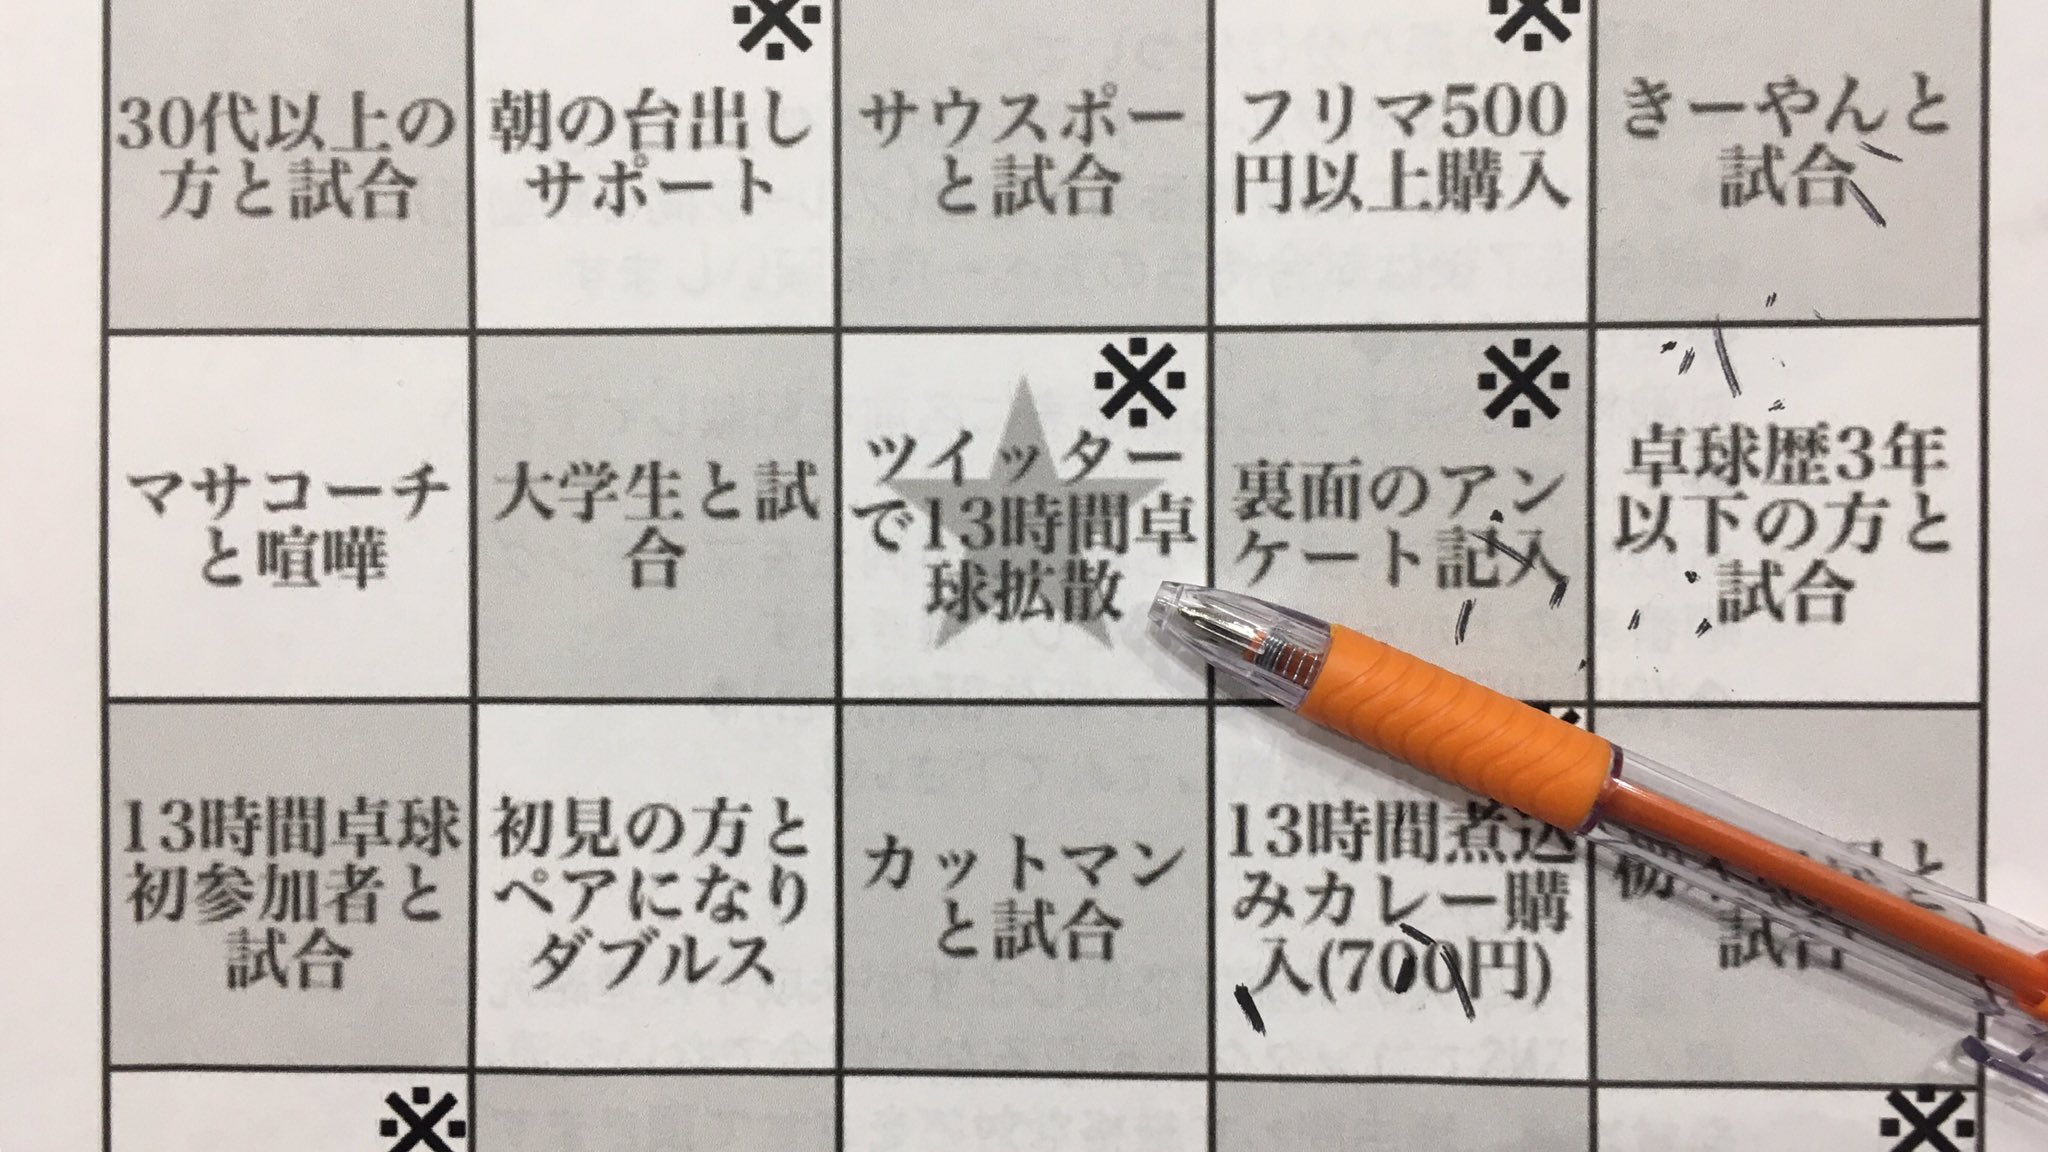 ※
※
30代以上の
方と試合
朝の台出し
サポート
サウスポー
と試合
フリマ500
円以上購入
きーやんと
試合
マサコーチ
と喧嘩
大学生と試
合
※
ツイッター
で13時間卓
球拡散
※
裏面のアン
ケート記入
卓球歴3年
以下の方と
試合
13時間卓球
初参加者と
試合
初見の方と
ペアになり
ダブルス
カットマン
と試合
13時間煮込
みカレー購
入(700円)
と
試合
※
※